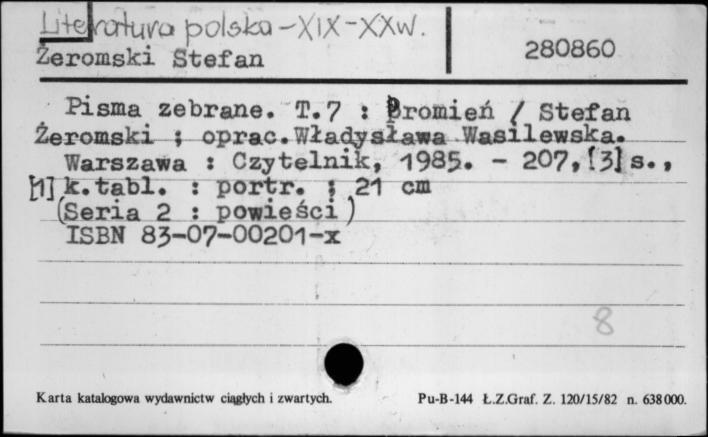 Literatura polska - XIX - XXw.
Żeromski Stefan
280860
Pisma zebrane. T.7 : Promień / Stefan
Żeromski ; oprac.Władysława Wasilewska.
Warszawa : Czytelnik, 1985. - 207,[3]s.,
[1] k.tabl. : portr. ; 21 cm
(Seria 2 : powieści)
ISBN 83-07-00201-x
8
Karta katalogowa wydawnictw ciągłych i zwartych.
Pu-B-144 Ł.Z.Graf. Z. 120/15/82 n. 638000.